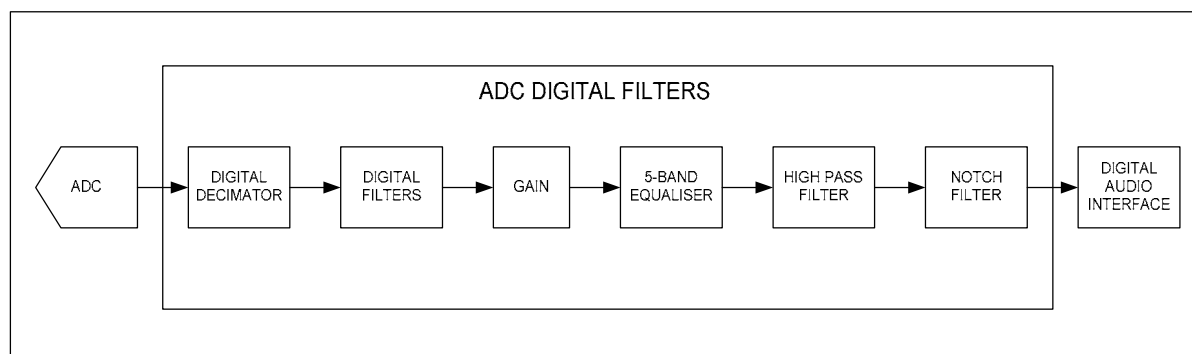 ADC DIGITAL FILTERS
ADC
DIGITAL
DECIMATOR
DIGITAL
FILTERS
GAIN
5-BAND
EQUALISER
HIGH PASS
FILTER
NOTCH
FILTER
DIGITAL
AUDIO
INTERFACE